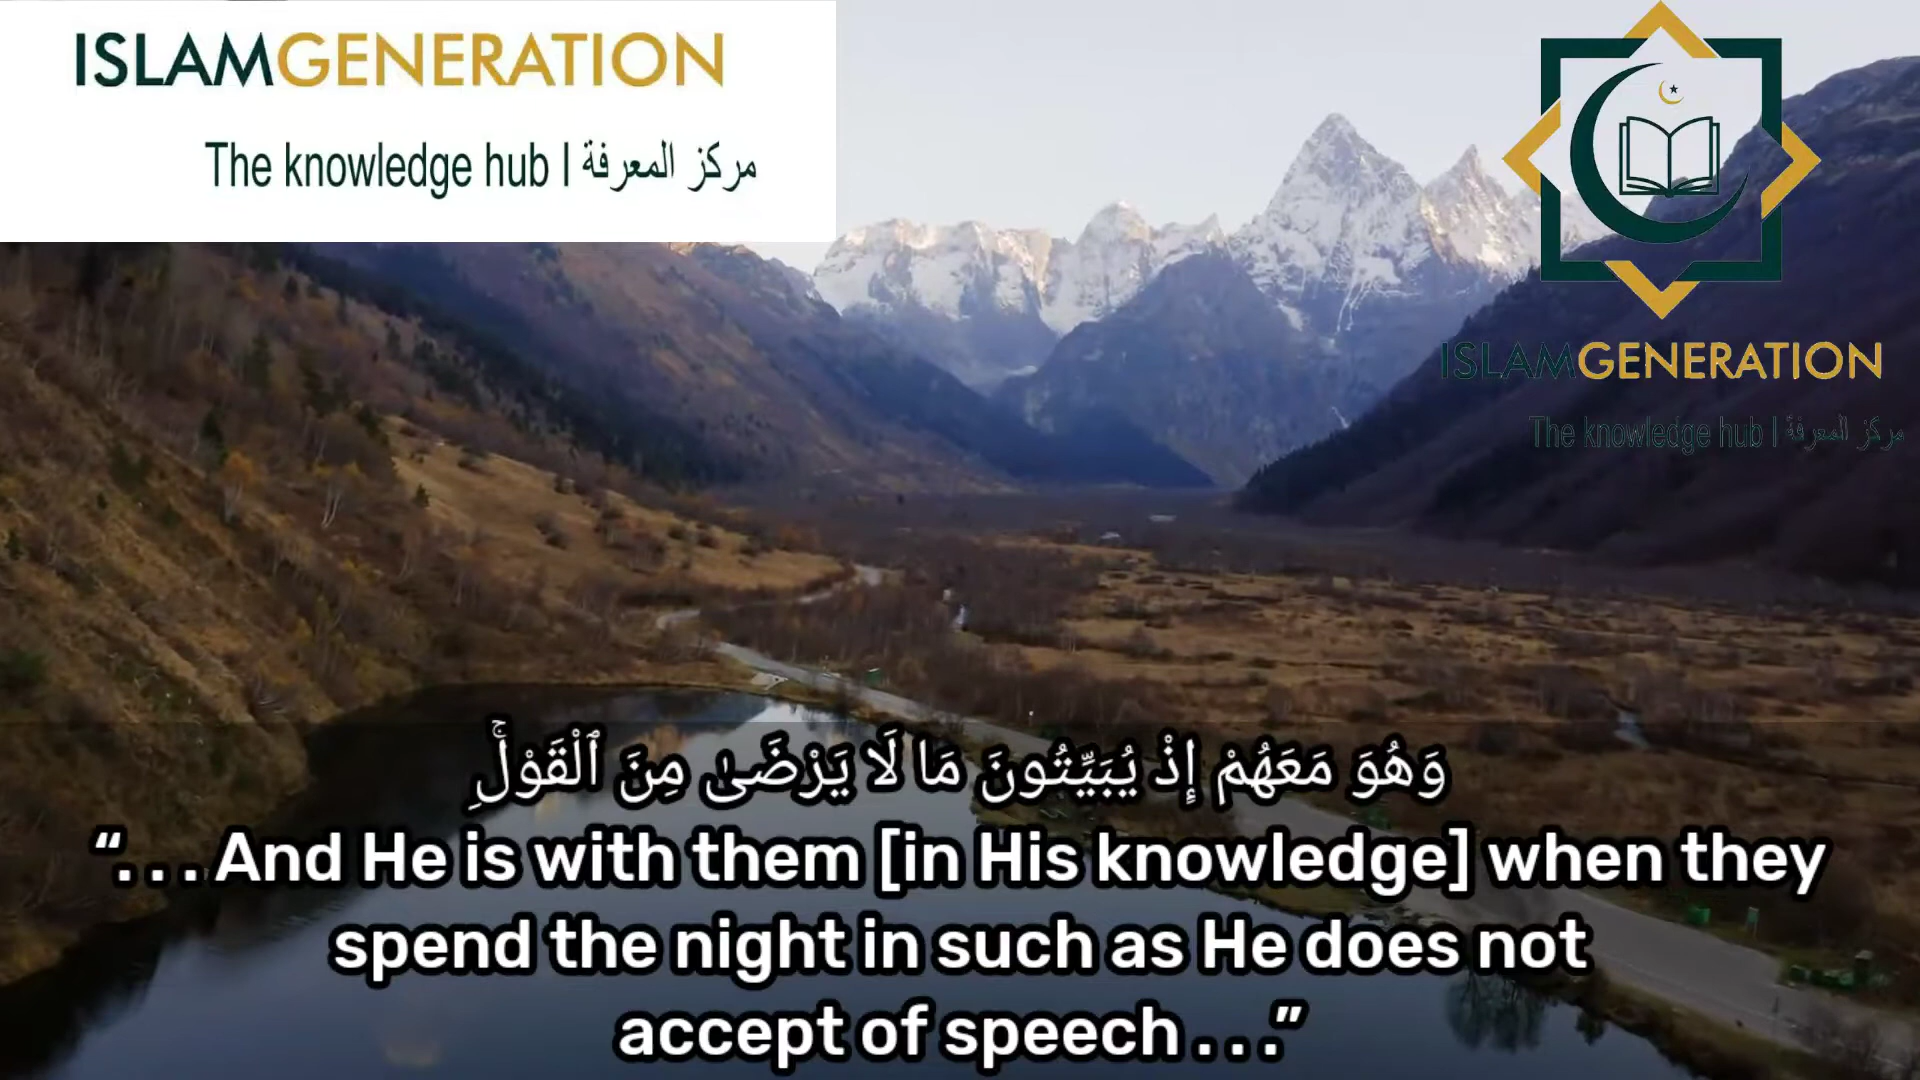 ISLAMGENERATION
The knowledge hub | مركز المعرفة
ISLAMGENERATION
The knowledge hub | مركز المعرفة
وَهُوَ مَعَهُمْ إِذْ يُبَيِّتُونَ مَا لَا يَرْضَىٰ مِنَ ٱلْقَوْلِۚ
“. . . And He is with them [in His knowledge] when they
spend the night in such as He does not
accept of speech . . .”